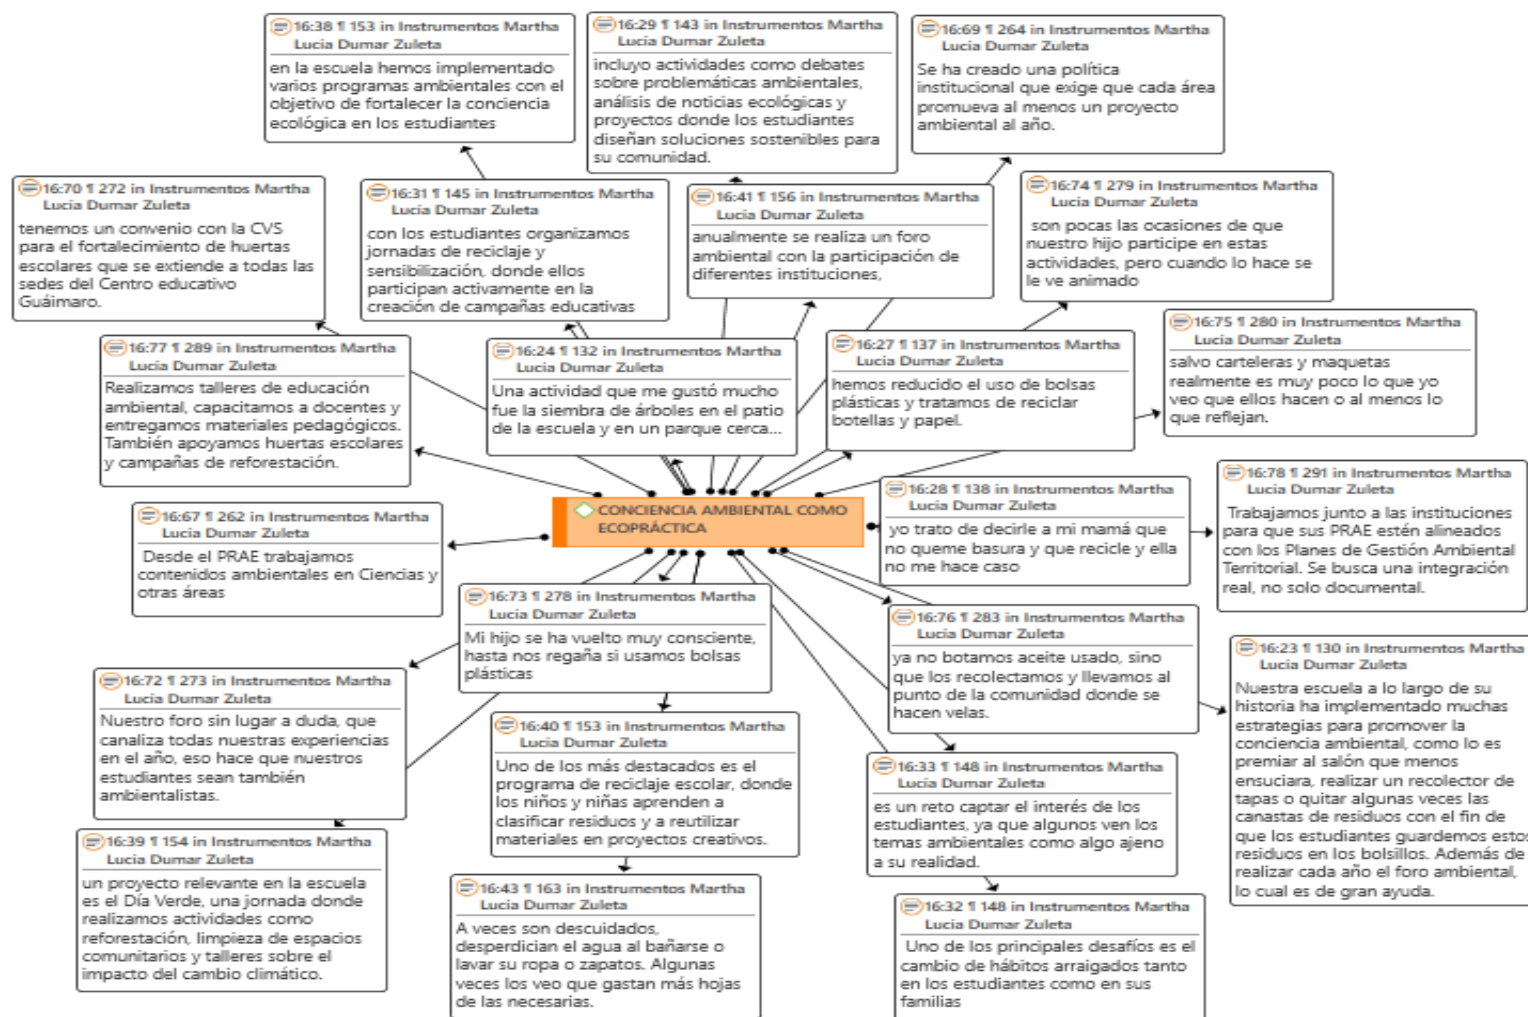 16:38 ¶ 153 in Instrumentos Martha
Lucia Dumar Zuleta
en la escuela hemos implementado
varios programas ambientales con el
objetivo de fortalecer la conciencia
ecológica en los estudiantes
16:29 ¶ 143 in Instrumentos Martha
Lucia Dumar Zuleta
incluyo actividades como debates
sobre problemáticas ambientales,
análisis de noticias ecológicas y
proyectos donde los estudiantes
diseñan soluciones sostenibles para
su comunidad.
16:69 ¶ 264 in Instrumentos Martha
Lucia Dumar Zuleta
Se ha creado una política
institucional que exige que cada área
promueva al menos un proyecto
ambiental al año.
16:70 ¶ 272 in Instrumentos Martha
Lucia Dumar Zuleta
tenemos un convenio con la CVS
para el fortalecimiento de huertas
escolares que se extiende a todas las
sedes del Centro educativo
Guáimaro.
16:31 ¶ 145 in Instrumentos Martha
Lucia Dumar Zuleta
con los estudiantes organizamos
jornadas de reciclaje y
sensibilización, donde ellos
participan activamente en la
creación de campañas educativas
16:41 ¶ 156 in Instrumentos Martha
Lucia Dumar Zuleta
anualmente se realiza un foro
ambiental con la participación de
diferentes instituciones,
16:74 ¶ 279 in Instrumentos Martha
Lucia Dumar Zuleta
son pocas las ocasiones de que
nuestro hijo participe en estas
actividades, pero cuando lo hace se
le ve animado
16:77 ¶ 289 in Instrumentos Martha
Lucia Dumar Zuleta
Realizamos talleres de educación
ambiental, capacitamos a docentes y
entregamos materiales pedagógicos.
También apoyamos huertas escolares
y campañas de reforestación.
16:24 ¶ 132 in Instrumentos Martha
Lucia Dumar Zuleta
Una actividad que me gustó mucho
fue la siembra de árboles en el patio
de la escuela y en un parque cerca...
16:27 ¶ 137 in Instrumentos Martha
Lucia Dumar Zuleta
hemos reducido el uso de bolsas
plásticas y tratamos de reciclar
botellas y papel.
16:75 ¶ 280 in Instrumentos Martha
Lucia Dumar Zuleta
salvo carteleras y maquetas
realmente es muy poco lo que yo
veo que ellos hacen o al menos lo
que reflejan.
CONCIENCIA AMBIENTAL COMO
ECOPRÁCTICA
16:67 ¶ 262 in Instrumentos Martha
Lucia Dumar Zuleta
Desde el PRAE trabajamos
contenidos ambientales en Ciencias y
otras áreas
16:28 ¶ 138 in Instrumentos Martha
Lucia Dumar Zuleta
yo trato de decirle a mi mamá que
no queme basura y que recicle y ella
no me hace caso
16:78 ¶ 291 in Instrumentos Martha
Lucia Dumar Zuleta
Trabajamos junto a las instituciones
para que sus PRAE estén alineados
con los Planes de Gestión Ambiental
Territorial. Se busca una integración
real, no solo documental.
16:73 ¶ 278 in Instrumentos Martha
Lucia Dumar Zuleta
Mi hijo se ha vuelto muy consciente,
hasta nos regaña si usamos bolsas
plásticas
16:76 ¶ 283 in Instrumentos Martha
Lucia Dumar Zuleta
ya no botamos aceite usado, sino
que los recolectamos y llevamos al
punto de la comunidad donde se
hacen velas.
16:23 ¶ 130 in Instrumentos Martha
Lucia Dumar Zuleta
Nuestra escuela a lo largo de su
historia ha implementado muchas
estrategias para promover la
conciencia ambiental, como lo es
premiar al salón que menos
ensuciara, realizar un recolector de
tapas o quitar algunas veces las
canastas de residuos con el fin de
que los estudiantes guardemos estos
residuos en los bolsillos. Además de
realizar cada año el foro ambiental,
lo cual es de gran ayuda.
16:72 ¶ 273 in Instrumentos Martha
Lucia Dumar Zuleta
Nuestro foro sin lugar a duda, que
canaliza todas nuestras experiencias
en el año, eso hace que nuestros
estudiantes sean también
ambientalistas.
16:40 ¶ 153 in Instrumentos Martha
Lucia Dumar Zuleta
Uno de los más destacados es el
programa de reciclaje escolar, donde
los niños y niñas aprenden a
clasificar residuos y a reutilizar
materiales en proyectos creativos.
16:33 ¶ 148 in Instrumentos Martha
Lucia Dumar Zuleta
es un reto captar el interés de los
estudiantes, ya que algunos ven los
temas ambientales como algo ajeno
a su realidad.
16:39 ¶ 154 in Instrumentos Martha
Lucia Dumar Zuleta
un proyecto relevante en la escuela
es el Día Verde, una jornada donde
realizamos actividades como
reforestación, limpieza de espacios
comunitarios y talleres sobre el
impacto del cambio climático.
16:43 ¶ 163 in Instrumentos Martha
Lucia Dumar Zuleta
A veces son descuidados,
desperdician el agua al bañarse o
lavar su ropa o zapatos. Algunas
veces los veo que gastan más hojas
de las necesarias.
16:32 ¶ 148 in Instrumentos Martha
Lucia Dumar Zuleta
Uno de los principales desafíos es el
cambio de hábitos arraigados tanto
en los estudiantes como en sus
familias